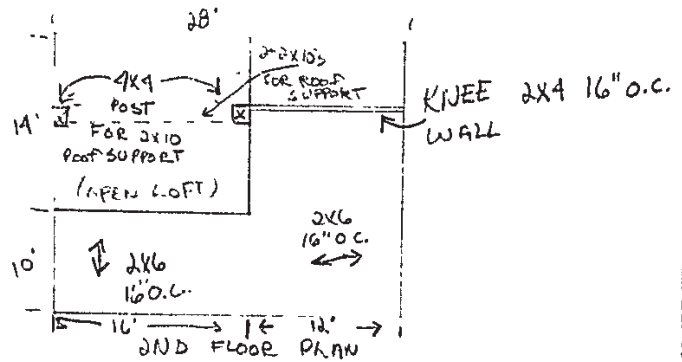 28'
4x4
POST
FOR 2X10
ROOF SUPPORT
(OPEN LOFT)
2-2X10'S
FOR ROOF
SUPPORT
KNEE 2X4 16" O.C.
WALL
14'
10'
2X6
16" O.C.
2X6
16" O.C.
16' 12'
2ND FLOOR PLAN